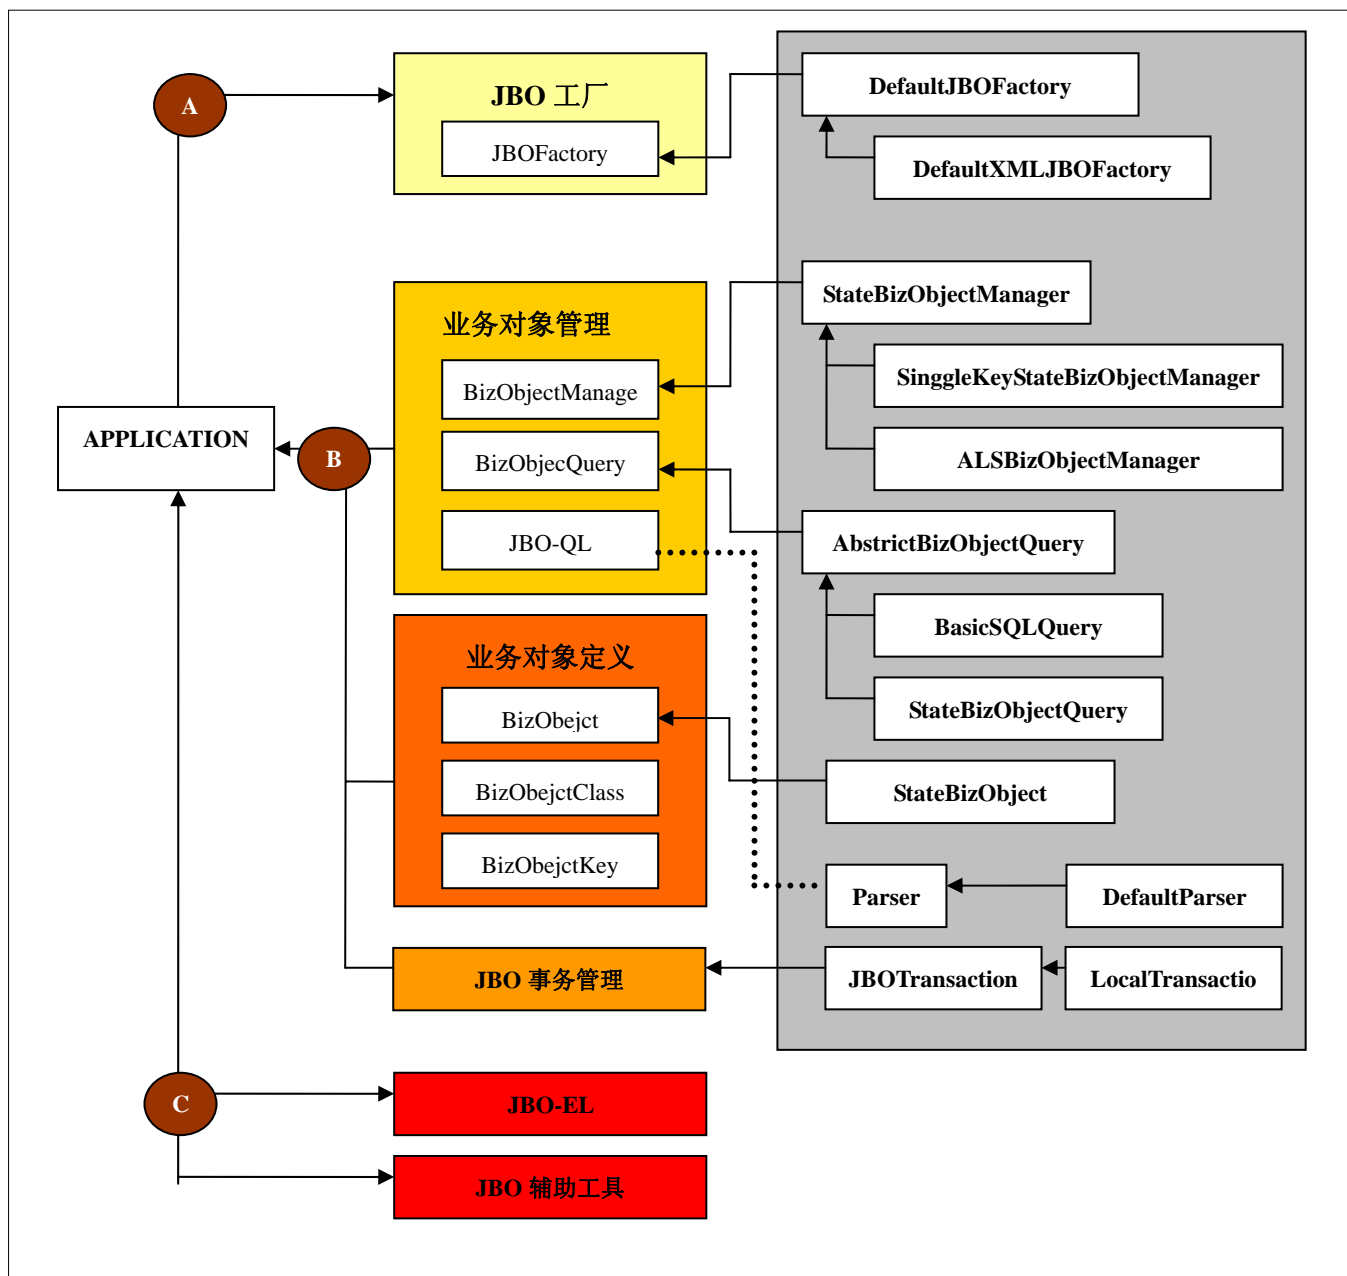 A
JBO 工厂
JBOFactory
DefaultJBOFactory
DefaultXMLJBOFactory
业务对象管理
BizObjectManage
BizObjecQuery
JBO-QL
StateBizObjectManager
SinggleKeyStateBizObjectManager
ALSBizObjectManager
APPLICATION
B
AbstrictBizObjectQuery
BasicSQLQuery
StateBizObjectQuery
业务对象定义
BizObejct
BizObejctClass
BizObejctKey
StateBizObject
Parser
DefaultParser
JBO 事务管理
JBOTransaction
LocalTransactio
C
JBO-EL
JBO 辅助工具